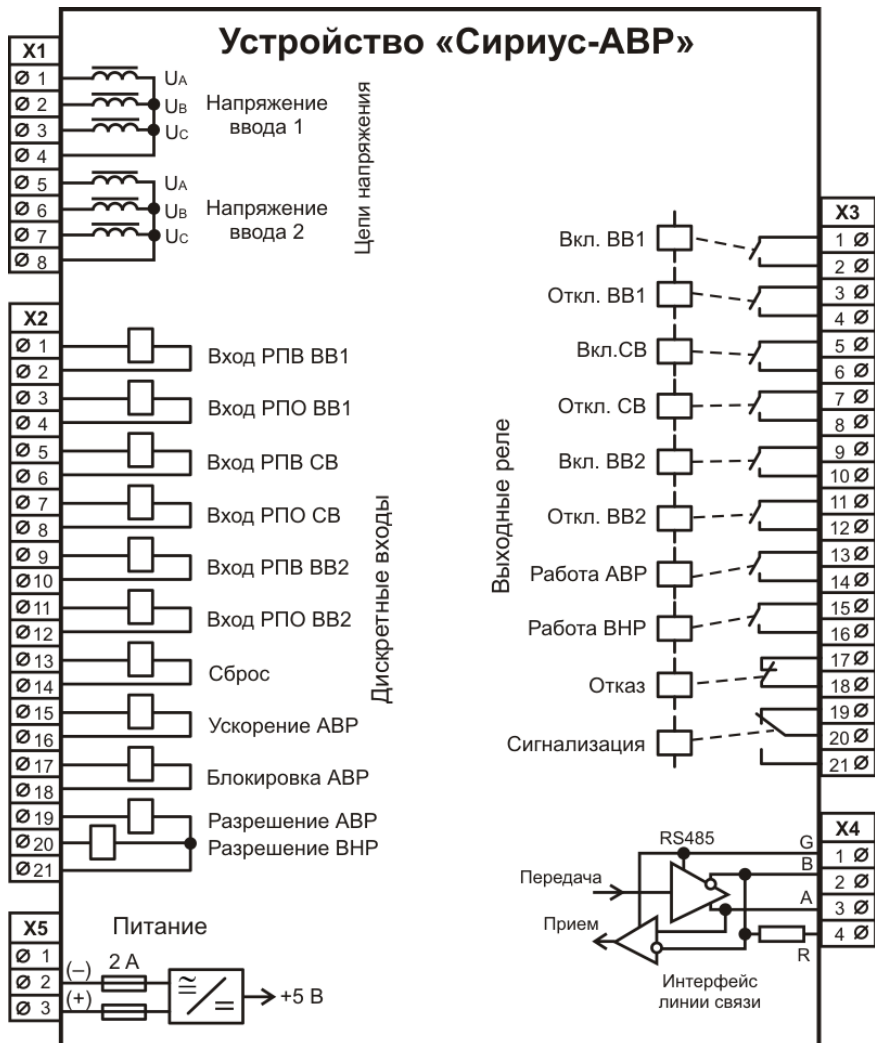 Устройство «Сириус-АВР»
X1
Ø 1
Ø 2
Ø 3
Ø 4
Ø 5
Ø 6
Ø 7
Ø 8
UA
UB
UC
Напряжение
ввода 1
UA
UB
UC
Напряжение
ввода 2
Цепи напряжения
X2
Ø 1
Ø 2
Ø 3
Ø 4
Ø 5
Ø 6
Ø 7
Ø 8
Ø 9
Ø 10
Ø 11
Ø 12
Ø 13
Ø 14
Ø 15
Ø 16
Ø 17
Ø 18
Ø 19
Ø 20
Ø 21
Вход РПВ ВВ1
Вход РПО ВВ1
Вход РПВ СВ
Вход РПО СВ
Вход РПВ ВВ2
Вход РПО ВВ2
Сброс
Ускорение АВР
Блокировка АВР
Разрешение АВР
Разрешение ВНР
Дискретные входы
X5
Ø 1
Ø 2
Ø 3
Питание
(–)
2 А
(+)
+5 В
Выходные реле
Вкл. ВВ1
Откл. ВВ1
Вкл.СВ
Откл. СВ
Вкл. ВВ2
Откл. ВВ2
Работа АВР
Работа ВНР
Отказ
Сигнализация
X3
1 Ø
2 Ø
3 Ø
4 Ø
5 Ø
6 Ø
7 Ø
8 Ø
9 Ø
10 Ø
11 Ø
12 Ø
13 Ø
14 Ø
15 Ø
16 Ø
17 Ø
18 Ø
19 Ø
20 Ø
21 Ø
X4
1 Ø
2 Ø
3 Ø
4 Ø
RS485
G
B
A
R
Передача
Прием
Интерфейс
линии связи